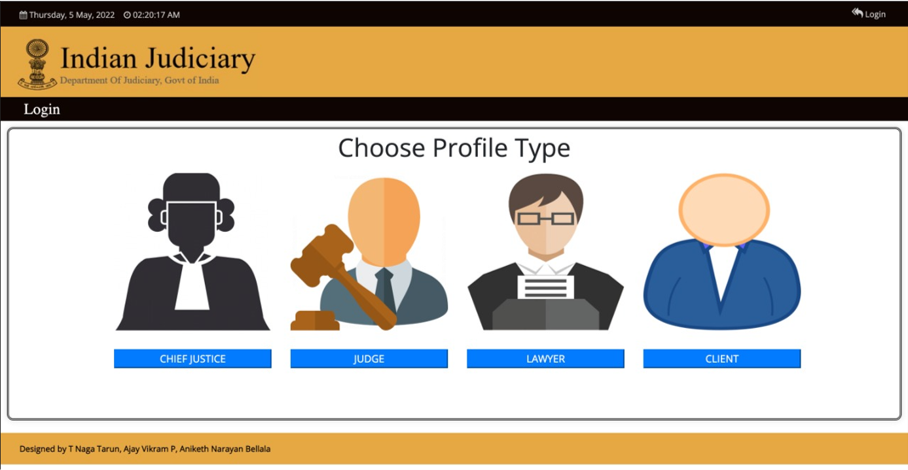 Thursday, 5 May, 2022 02:20:17 AM Login
Indian Judiciary
Department Of Judiciary, Govt of India
Login
Choose Profile Type
CHIEF JUSTICE JUDGE LAWYER CLIENT
Designed by T Naga Tarun, Ajay Vikram P, Aniketh Narayan Bellala